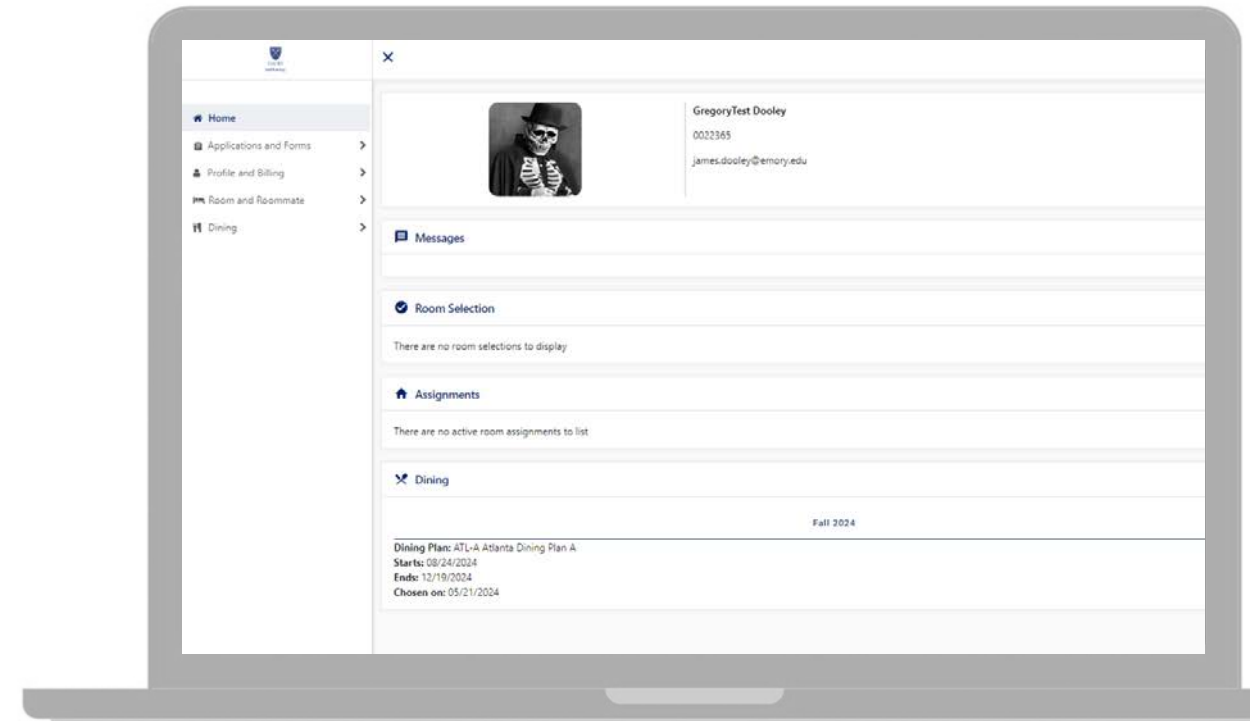 Home
Applications and Forms
Profile and Billing
Room and Roommate
Dining
GregoryTest Dooley
0022365
james.dooley@emory.edu
Messages
Room Selection
There are no room selections to display
Assignments
There are no active room assignments to list
Dining
Fall 2024
Dining Plan: ATL-A Atlanta Dining Plan A
Starts: 08/24/2024
Ends: 12/19/2024
Chosen on: 05/21/2024